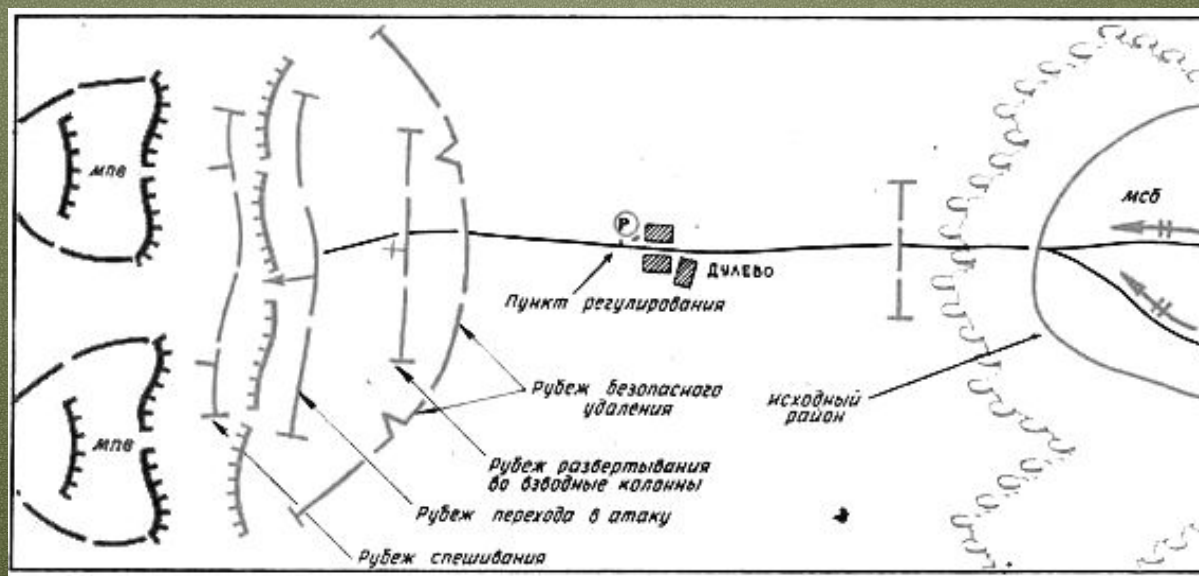 мпв
мсб
Р
Дулево
Пункт регулирования
Рубеж безопасного
удаления
исходный
район
мпв
Рубеж развертывания
во взводные колонны
Рубеж перехода в атаку
Рубеж спешивания